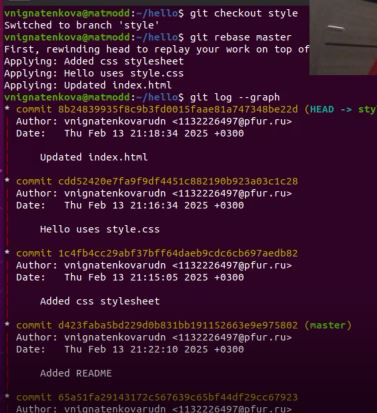 vnignatenkova@matmodd:~/hello$ git checkout style
Switched to branch 'style'
vnignatenkova@matmodd:~/hello$ git rebase master
First, rewinding head to replay your work on top of
Applying: Added css stylesheet
Applying: Hello uses style.css
Applying: Updated index.html
vnignatenkova@matmodd:~/hello$ git log --graph
* commit 8b24839935f8c9b3fd0015faae81a747348be22d (HEAD -> sty
| Author: vnignatenkovarudn <1132226497@pfur.ru>
| Date: Thu Feb 13 21:18:34 2025 +0300
|
| Updated index.html
|
* commit cdd52420e7fa9f9df4451c882190b923a03c1c28
| Author: vnignatenkovarudn <1132226497@pfur.ru>
| Date: Thu Feb 13 21:16:34 2025 +0300
|
| Hello uses style.css
|
* commit 1c4fb4cc29abf37bff64daeb9cdc6cb697aedb82
| Author: vnignatenkovarudn <1132226497@pfur.ru>
| Date: Thu Feb 13 21:15:05 2025 +0300
|
| Added css stylesheet
|
* commit d423faba5bd229d0b831bb191152663e9e975802 (master)
| Author: vnignatenkovarudn <1132226497@pfur.ru>
| Date: Thu Feb 13 21:22:10 2025 +0300
|
| Added README
|
* commit 65a51fa29143172c567639c65bf44df29cc67923
| Author: vnignatenkovarudn <1132226497@pfur.ru>